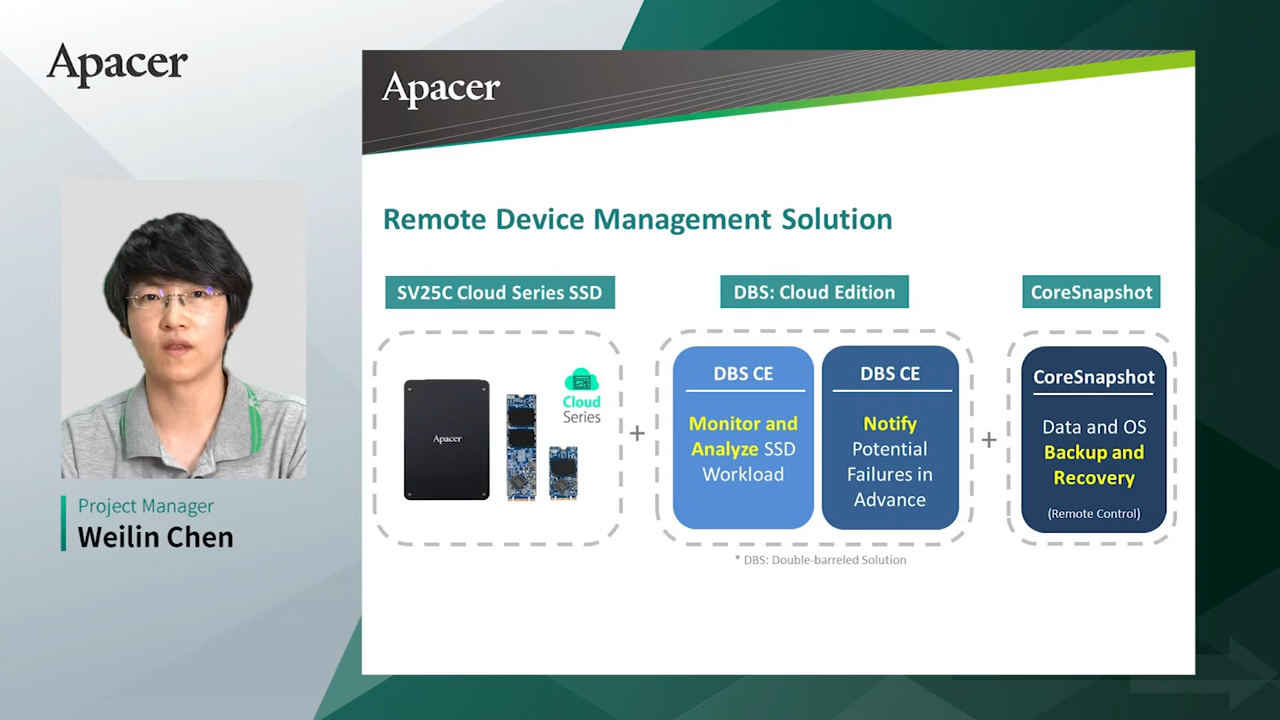 Apacer
Apacer
Remote Device Management Solution
SV25C Cloud Series SSD
DBS: Cloud Edition
CoreSnapshot
Apacer
Cloud
Series
+
DBS CE
Monitor and
Analyze SSD
Workload
DBS CE
Notify
Potential
Failures in
Advance
+
CoreSnapshot
Data and OS
Backup and
Recovery
(Remote Control)
* DBS: Double-barreled Solution
Project Manager
Weilin Chen